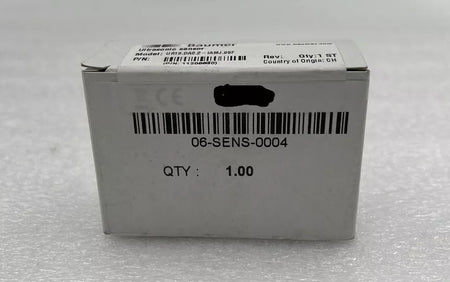 Baumer
Ultrasonic sensor
Model:
P/N:
Rev: Qty:1 ST
Country of Origin: CH
CE
06-SENS-0004
QTY : 1.00